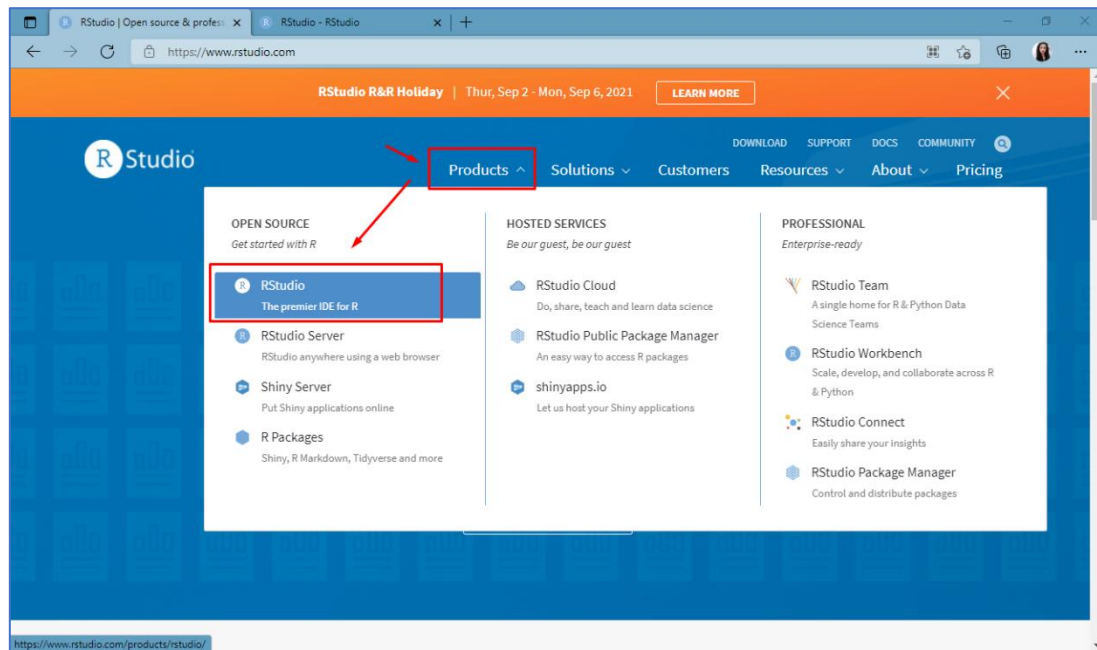 RStudio | Open source & profess
RStudio - RStudio
https://www.rstudio.com
RStudio R&R Holiday | Thur, Sep 2 - Mon, Sep 6, 2021
LEARN MORE
DOWNLOAD SUPPORT DOCS COMMUNITY
R Studio
Products Solutions Customers Resources About Pricing
OPEN SOURCE
Get started with R
R RStudio
The premier IDE for R
R RStudio Server
RStudio anywhere using a web browser
Shiny Server
Put Shiny applications online
R Packages
Shiny, R Markdown, Tidyverse and more
HOSTED SERVICES
Be our guest, be our guest
RStudio Cloud
Do, share, teach and learn data science
RStudio Public Package Manager
An easy way to access R packages
shinyapps.io
Let us host your Shiny applications
PROFESSIONAL
Enterprise-ready
RStudio Team
A single home for R & Python Data
Science Teams
R RStudio Workbench
Scale, develop, and collaborate across R
& Python
RStudio Connect
Easily share your insights
RStudio Package Manager
Control and distribute packages
https://www.rstudio.com/products/rstudio/